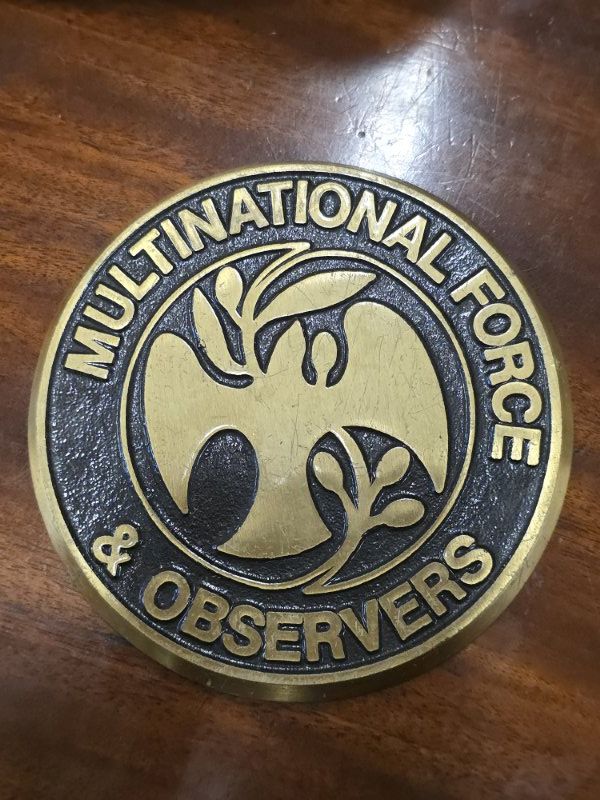 MULTINATIONAL FORCE
& OBSERVERS